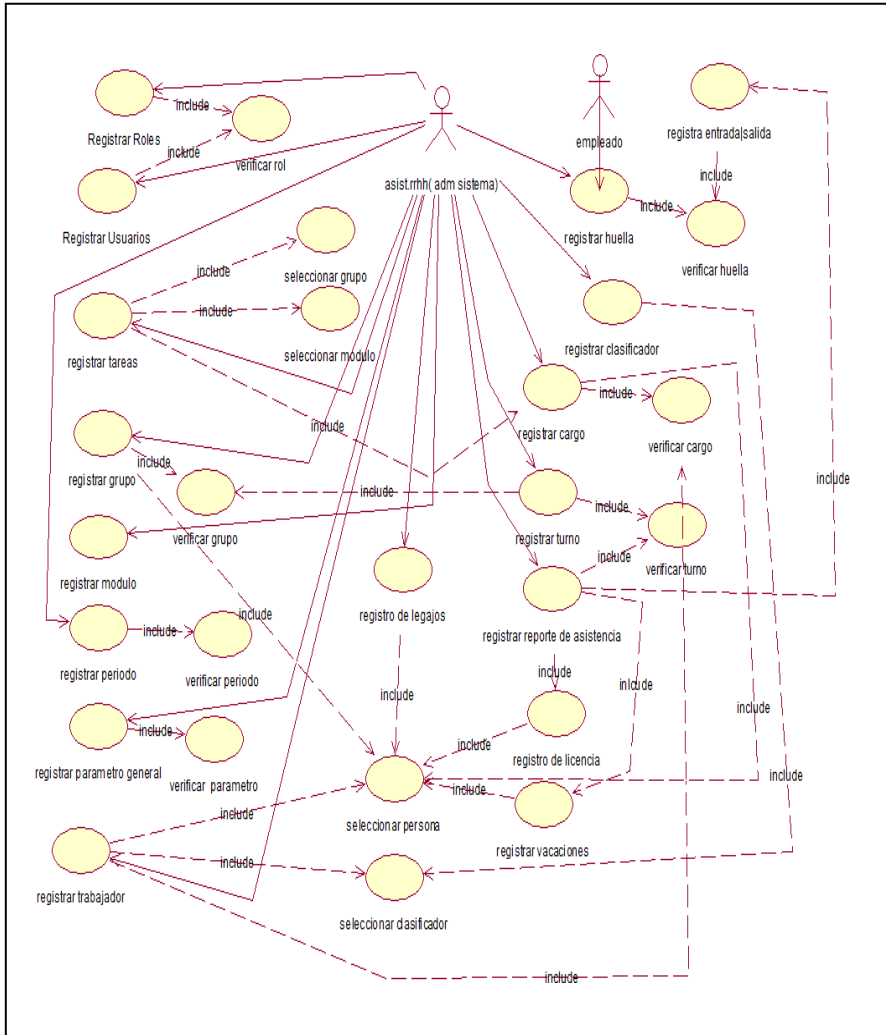 include
Registrar Roles
verificar rol
include
Registrar Usuarios
empleado
registra entrada|salida
asist.rrhh( adm sistema)
include
include
registrar huella
verificar huella
include
seleccionar grupo
include
seleccionar modulo
registrar tareas
registrar clasificador
include
include
registrar cargo
verificar cargo
include
registrar grupo
include
verificar grupo
include
include
registrar turno
include
verificar turno
registrar modulo
include
registro de legajos
registrar reporte de asistencia
include
registrar periodo
verificar periodo
include
include
inlcude
include
registrar parametro general
verificar parametro
include
registro de licencia
include
include
include
seleccionar persona
registrar vacaciones
include
registrar trabajador
seleccionar clasificador
include